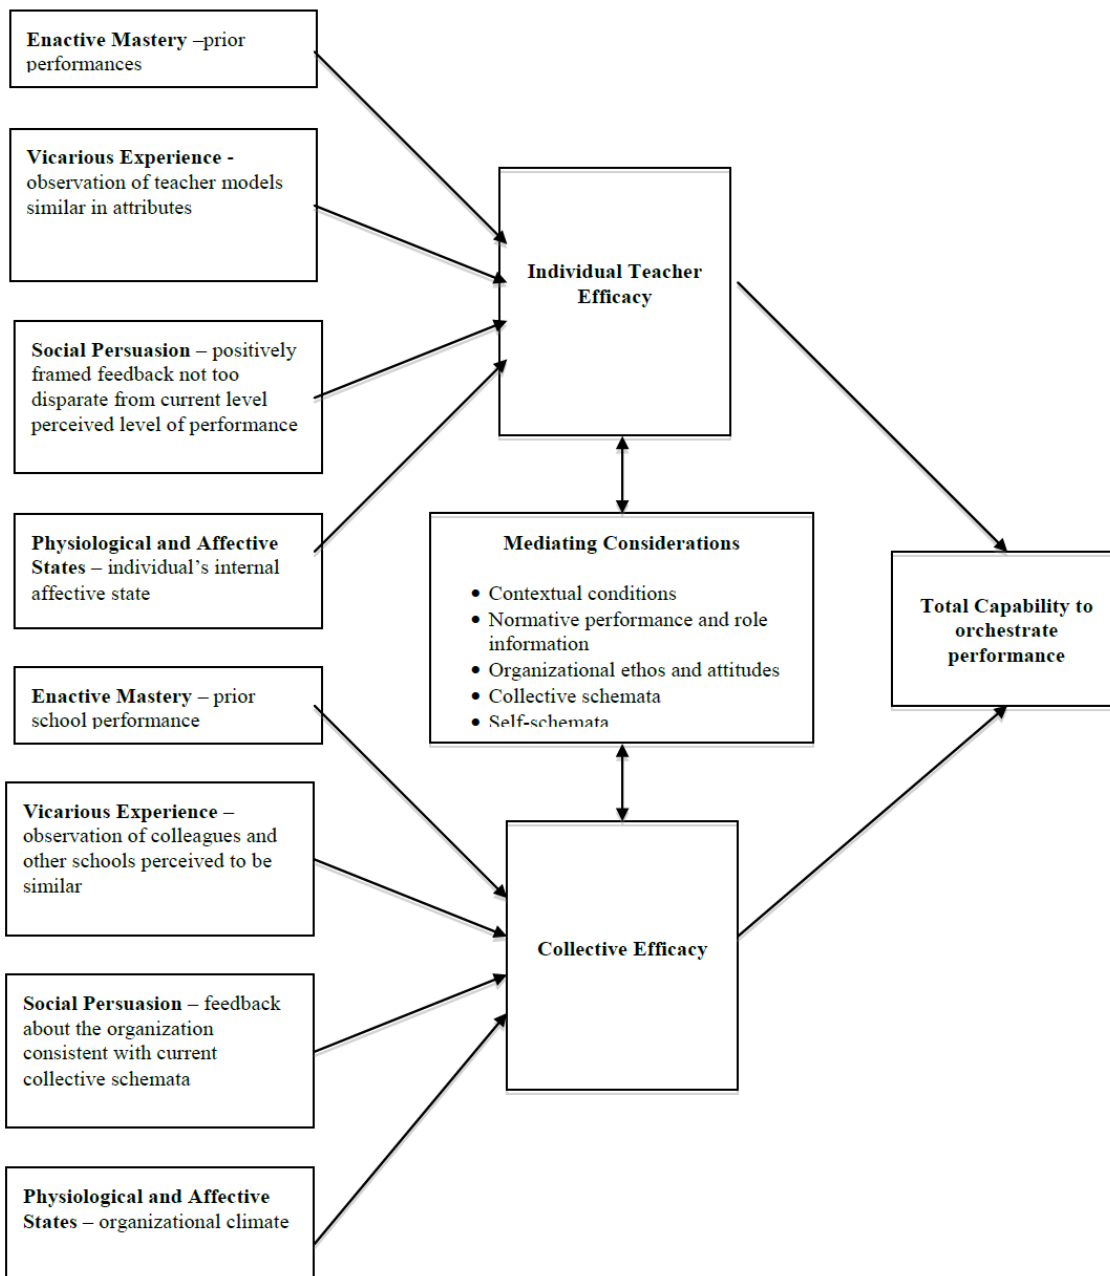 Enactive Mastery –prior
performances
Vicarious Experience -
observation of teacher models
similar in attributes
Social Persuasion – positively
framed feedback not too
disparate from current level
perceived level of performance
Physiological and Affective
States – individual's internal
affective state
Enactive Mastery – prior
school performance
Vicarious Experience –
observation of colleagues and
other schools perceived to be
similar
Social Persuasion – feedback
about the organization
consistent with current
collective schemata
Physiological and Affective
States – organizational climate
Individual Teacher
Efficacy
Mediating Considerations
• Contextual conditions
• Normative performance and role
information
• Organizational ethos and attitudes
• Collective schemata
• Self-schemata
Collective Efficacy
Total Capability to
orchestrate
performance